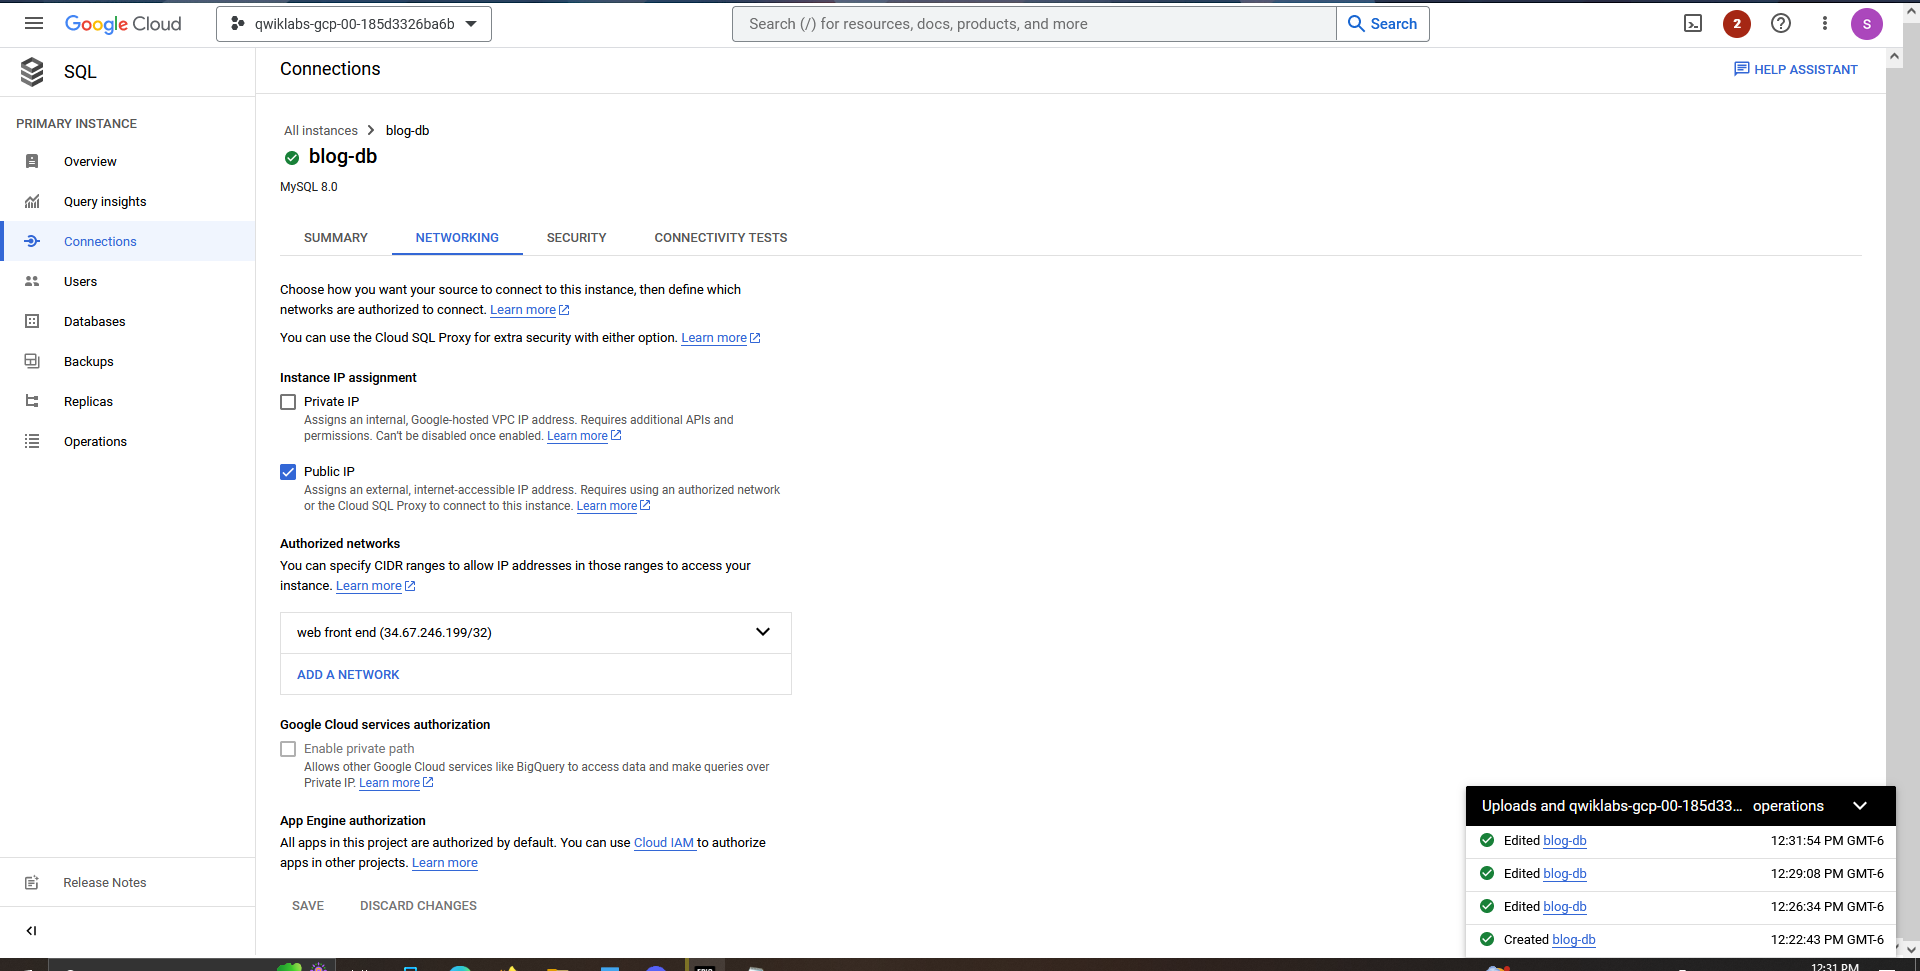 Google Cloud
qwiklabs-gcp-00-185d3326ba6b
Search (/) for resources, docs, products, and more
Search
2
S
SQL
Connections
HELP ASSISTANT
PRIMARY INSTANCE
Overview
Query insights
Connections
Users
Databases
Backups
Replicas
Operations
Release Notes
All instances
blog-db
blog-db
MySQL 8.0
SUMMARY
NETWORKING
SECURITY
CONNECTIVITY TESTS
Choose how you want your source to connect to this instance, then define which
networks are authorized to connect. Learn more
You can use the Cloud SQL Proxy for extra security with either option. Learn more
Instance IP assignment
Private IP
Assigns an internal, Google-hosted VPC IP address. Requires additional APIs and
permissions. Can't be disabled once enabled. Learn more
Public IP
Assigns an external, internet-accessible IP address. Requires using an authorized network
or the Cloud SQL Proxy to connect to this instance. Learn more
Authorized networks
You can specify CIDR ranges to allow IP addresses in those ranges to access your
instance. Learn more
web front end (34.67.246.199/32)
ADD A NETWORK
Google Cloud services authorization
Enable private path
Allows other Google Cloud services like BigQuery to access data and make queries over
Private IP. Learn more
App Engine authorization
All apps in this project are authorized by default. You can use Cloud IAM to authorize
apps in other projects. Learn more
SAVE
DISCARD CHANGES
Uploads and qwiklabs-gcp-00-185d33... operations
Edited blog-db 12:31:54 PM GMT-6
Edited blog-db 12:29:08 PM GMT-6
Edited blog-db 12:26:34 PM GMT-6
Created blog-db 12:22:43 PM GMT-6
12:31 PM